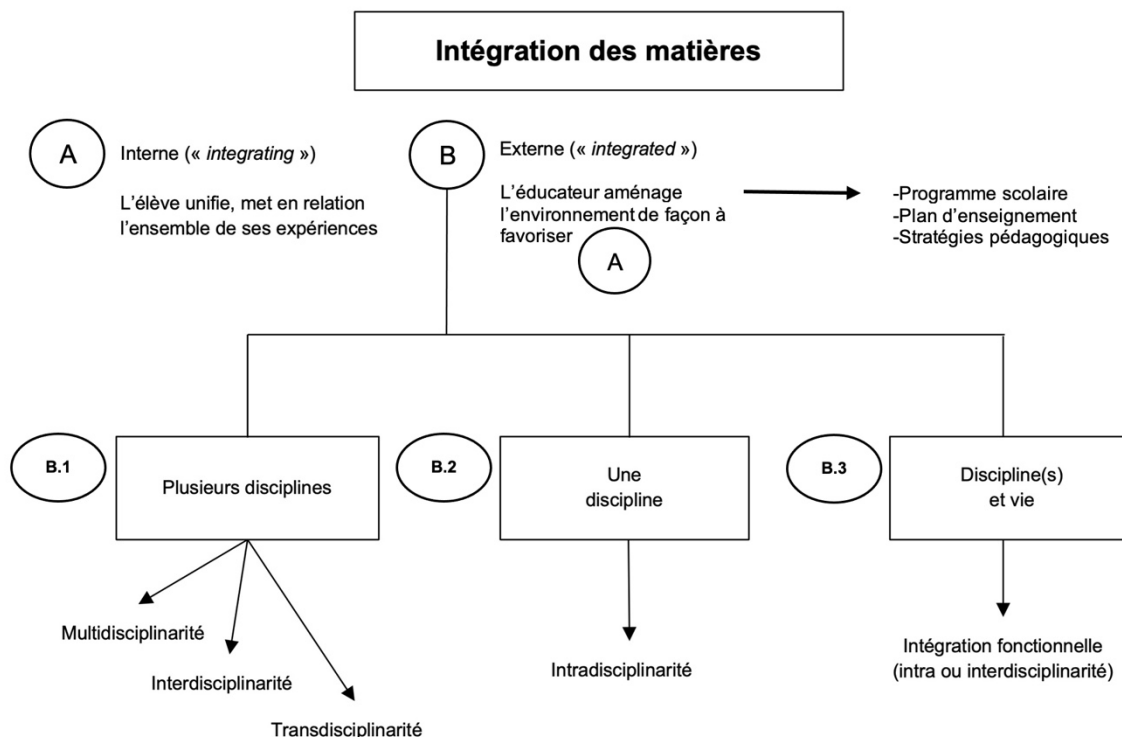 Intégration des matières
A
Interne (« integrating »)
L'élève unifie, met en relation
l'ensemble de ses expériences
B
Externe (« integrated »)
L'éducateur aménage
l'environnement de façon à
favoriser
A
-Programme scolaire
-Plan d'enseignement
-Stratégies pédagogiques
B.1
Plusieurs disciplines
B.2
Une
discipline
B.3
Discipline(s)
et vie
Multidisciplinarité
Interdisciplinarité
Transdisciplinarité
Intradisciplinarité
Intégration fonctionnelle
(intra ou interdisciplinarité)